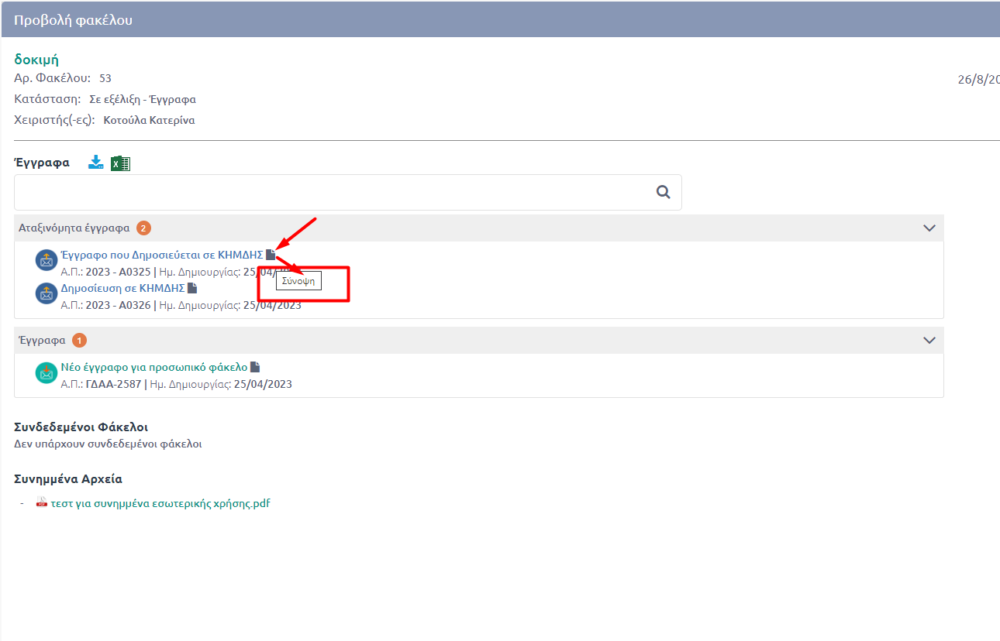 Προβολή φακέλου
δοκιμή
Αρ. Φακέλου: 53
26/8/20
Κατάσταση: Σε εξέλιξη - Έγγραφα
Χειριστής(-ες): Κοτούλα Κατερίνα
Έγγραφα
Αταξινόμητα έγγραφα 2
Έγγραφο που Δημοσιεύεται σε ΚΗΜΔΗΣ
Α.Π.: 2023 - Α0325 | Ημ. Δημιουργίας: 25/04/
Σύνοψη
Δημοσίευση σε ΚΗΜΔΗΣ
Α.Π.: 2023 - Α0326 | Ημ. Δημιουργίας: 25/04/2023
Έγγραφα 1
Νέο έγγραφο για προσωπικό φάκελο
Α.Π.: ΓΔΑΑ-2587 | Ημ. Δημιουργίας: 25/04/2023
Συνδεδεμένοι Φάκελοι
Δεν υπάρχουν συνδεδεμένοι φάκελοι
Συνημμένα Αρχεία
- τεστ για συνημμένα εσωτερικής χρήσης.pdf